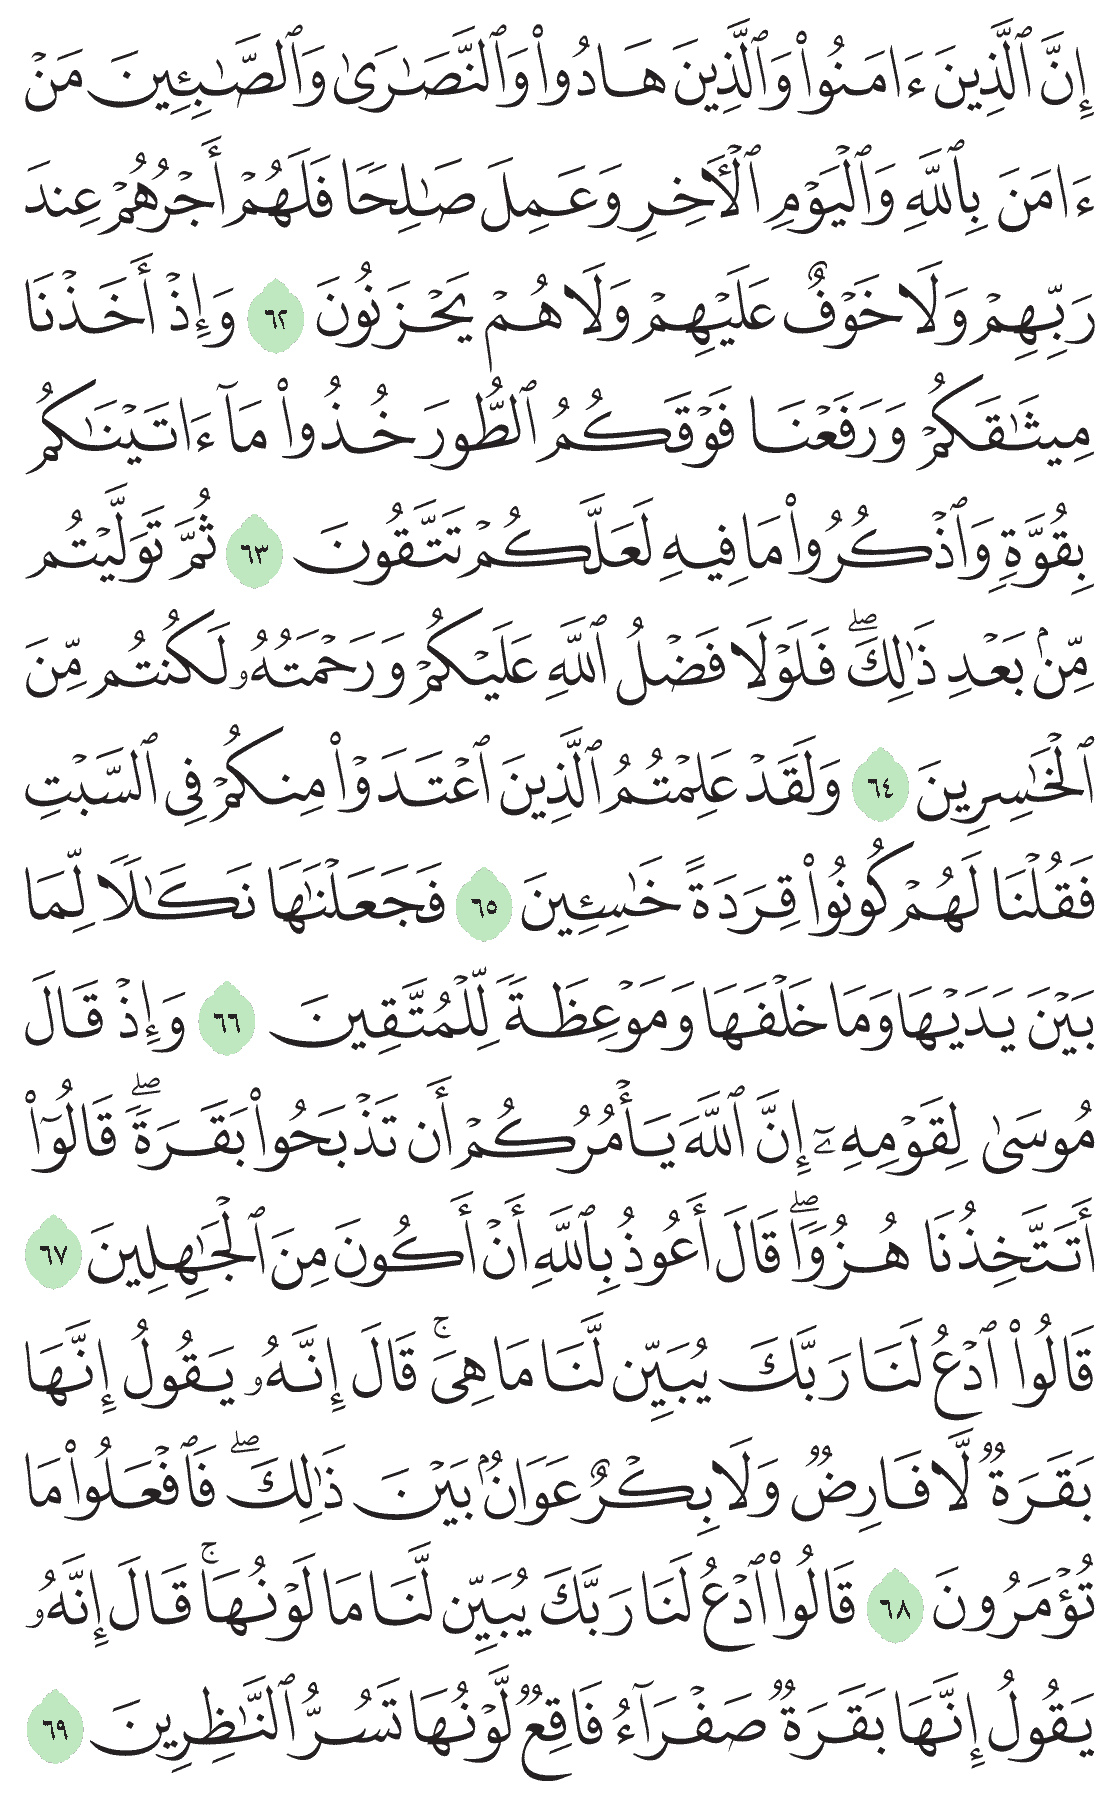 إِنَّ ٱلَّذِينَ ءَامَنُوا۟ وَٱلَّذِينَ هَادُوا۟ وَٱلنَّصَـٰرَىٰ وَٱلصَّـٰبِـِٔينَ مَنْ
ءَامَنَ بِٱللَّهِ وَٱلْيَوْمِ ٱلْـَٔاخِرِ وَعَمِلَ صَـٰلِحًا فَلَهُمْ أَجْرُهُمْ عِندَ
رَبِّهِمْ وَلَا خَوْفٌ عَلَيْهِمْ وَلَا هُمْ يَحْزَنُونَ ٦٢ وَإِذْ أَخَذْنَا
مِيثَـٰقَكُمْ وَرَفَعْنَا فَوْقَكُمُ ٱلطُّورَ خُذُوا۟ مَآ ءَاتَيْنَـٰكُم
بِقُوَّةٍ وَٱذْكُرُوا۟ مَا فِيهِ لَعَلَّكُمْ تَتَّقُونَ ٦٣ ثُمَّ تَوَلَّيْتُم
مِّنۢ بَعْدِ ذَٰلِكَ ۖ فَلَوْلَا فَضْلُ ٱللَّهِ عَلَيْكُمْ وَرَحْمَتُهُۥ لَكُنتُم مِّنَ
ٱلْخَـٰسِرِينَ ٦٤ وَلَقَدْ عَلِمْتُمُ ٱلَّذِينَ ٱعْتَدَوْا۟ مِنكُمْ فِى ٱلسَّبْتِ
فَقُلْنَا لَهُمْ كُونُوا۟ قِرَدَةً خَـٰسِـِٔينَ ٦٥ فَجَعَلْنَـٰهَا نَكَـٰلًا لِّمَا
بَيْنَ يَدَيْهَا وَمَا خَلْفَهَا وَمَوْعِظَةً لِّلْمُتَّقِينَ ٦٦ وَإِذْ قَالَ
مُوسَىٰ لِقَوْمِهِۦٓ إِنَّ ٱللَّهَ يَأْمُرُكُمْ أَن تَذْبَحُوا۟ بَقَرَةً ۖ قَالُوٓا۟
أَتَتَّخِذُنَا هُزُوًا ۖ قَالَ أَعُوذُ بِٱللَّهِ أَنْ أَكُونَ مِنَ ٱلْجَـٰهِلِينَ ٦٧
قَالُوا۟ ٱدْعُ لَنَا رَبَّكَ يُبَيِّن لَّنَا مَا هِىَ ۚ قَالَ إِنَّهُۥ يَقُولُ إِنَّهَا
بَقَرَةٌ لَّا فَارِضٌ وَلَا بِكْرٌ عَوَانٌۢ بَيْنَ ذَٰلِكَ ۖ فَٱفْعَلُوا۟ مَا
تُؤْمَرُونَ ٦٨ قَالُوا۟ ٱدْعُ لَنَا رَبَّكَ يُبَيِّن لَّنَا مَا لَوْنُهَا ۚ قَالَ إِنَّهُۥ
يَقُولُ إِنَّهَا بَقَرَةٌ صَفْرَآءُ فَاقِعٌ لَّوْنُهَا تَسُرُّ ٱلنَّـٰظِرِينَ ٦٩